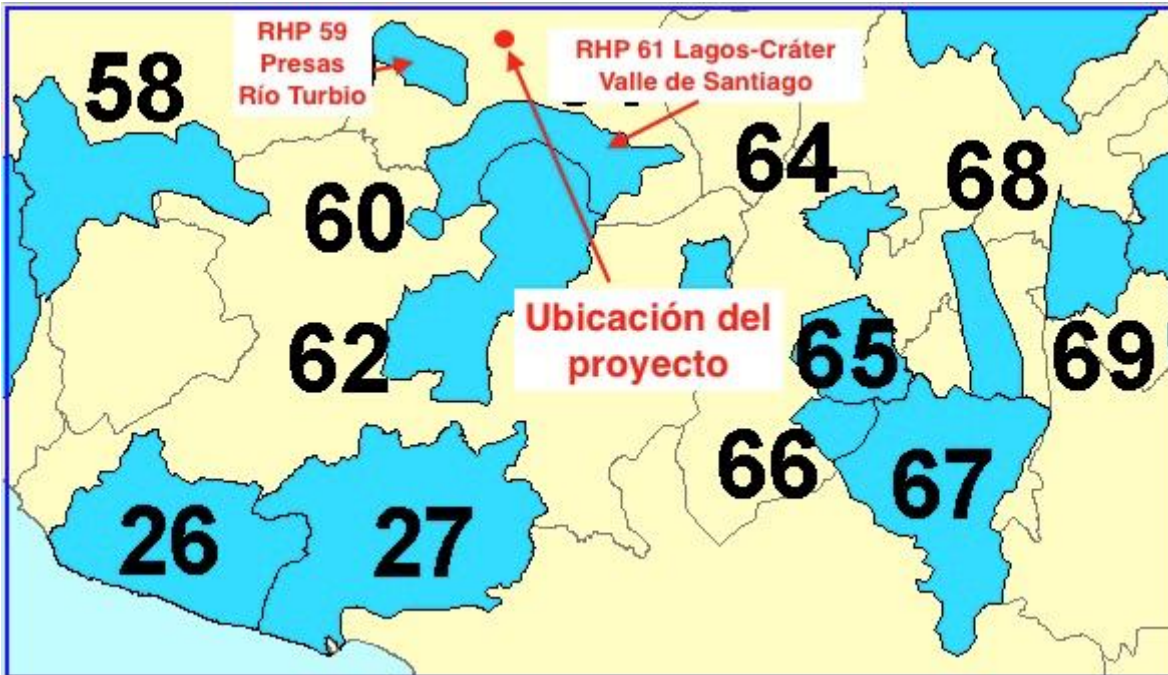 RHP 59
Presas
Río Turbio
RHP 61 Lagos-Cráter
Valle de Santiago
58
64
68
60
Ubicación del
proyecto
62
65
69
66
67
26
27